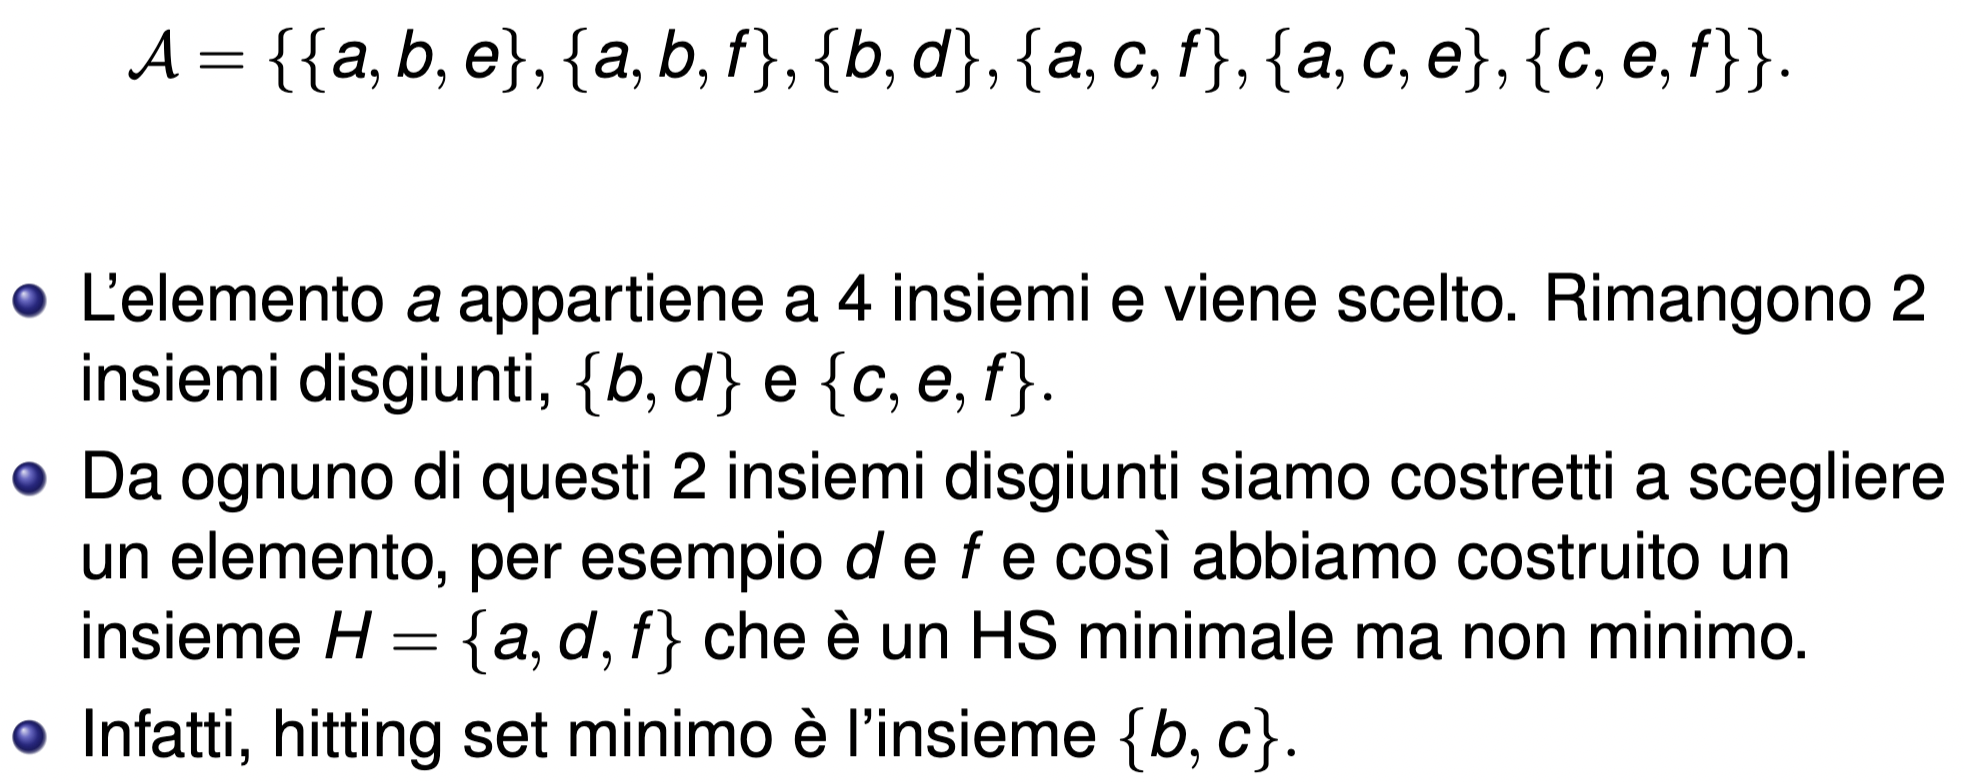 𝒜 = {{a, b, e}, {a, b, f}, {b, d}, {a, c, f}, {a, c, e}, {c, e, f}}.
• L’elemento a appartiene a 4 insiemi e viene scelto. Rimangono 2
insiemi disgiunti, {b, d} e {c, e, f}.
• Da ognuno di questi 2 insiemi disgiunti siamo costretti a scegliere
un elemento, per esempio d e f e così abbiamo costruito un
insieme H = {a, d, f} che è un HS minimale ma non minimo.
• Infatti, hitting set minimo è l’insieme {b, c}.